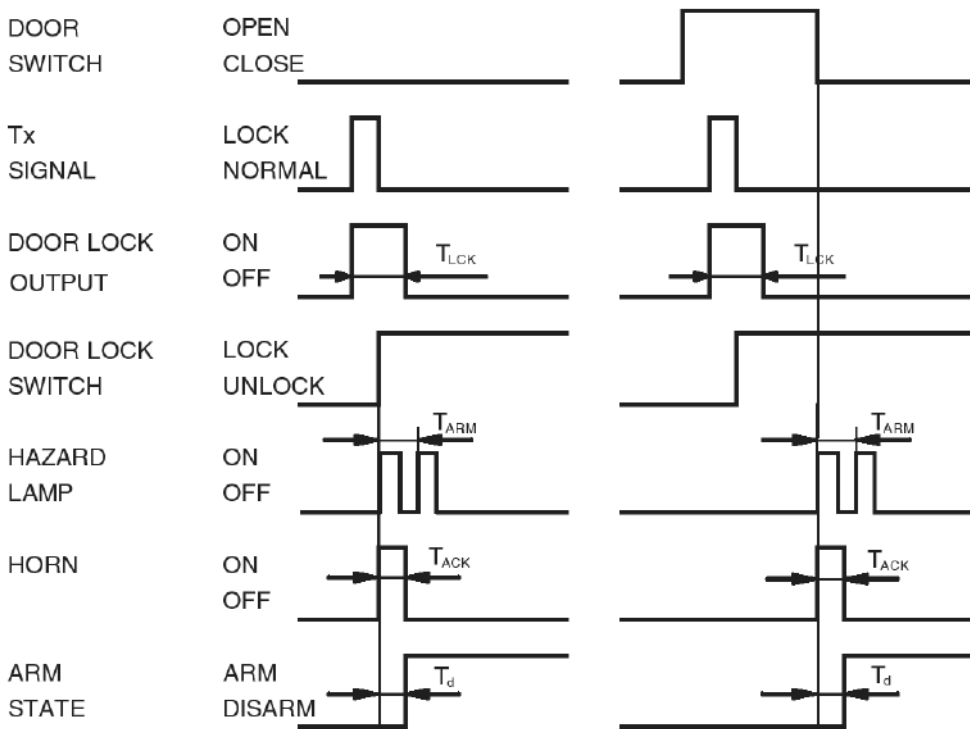 DOOR OPEN
SWITCH CLOSE
Tx LOCK
SIGNAL NORMAL
DOOR LOCK ON
OUTPUT OFF
TLCK TLCK
DOOR LOCK LOCK
SWITCH UNLOCK
TARM TARM
HAZARD ON
LAMP OFF
HORN ON
OFF
TACK TACK
ARM ARM
STATE DISARM
Td Td